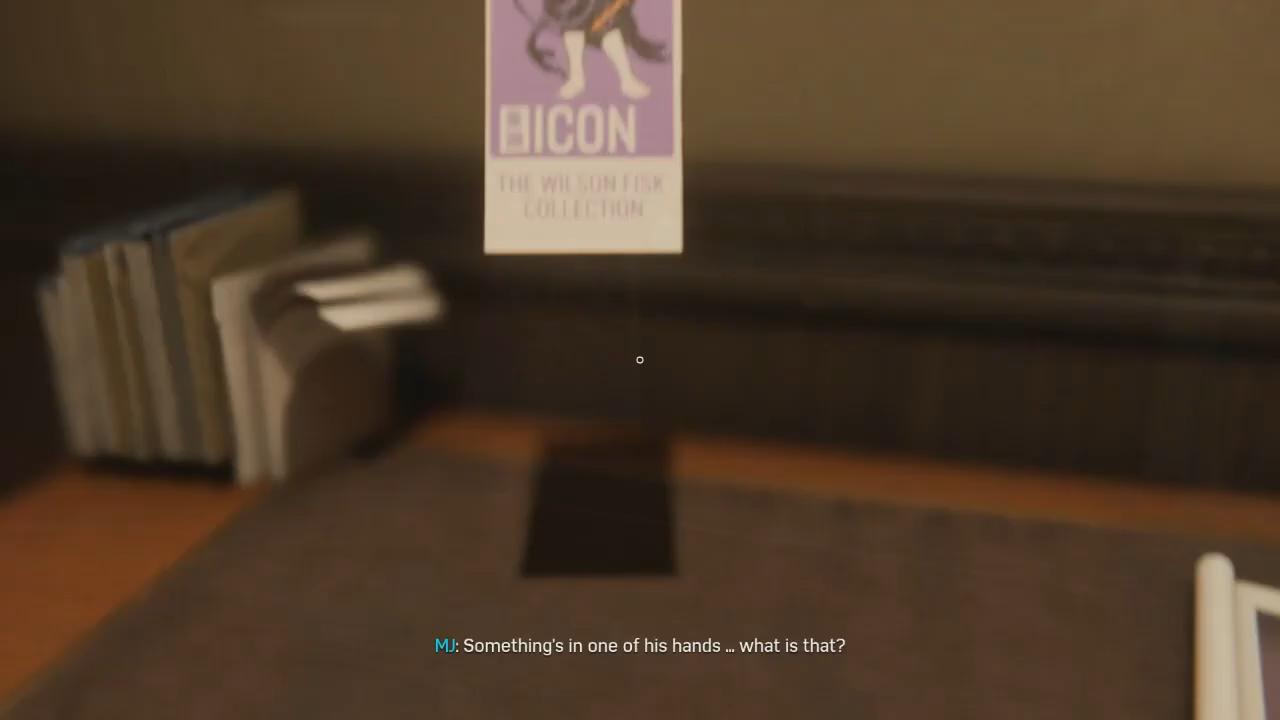 ICON
THE WILSON FISK
COLLECTION
MJ: Something's in one of his hands ... what is that?